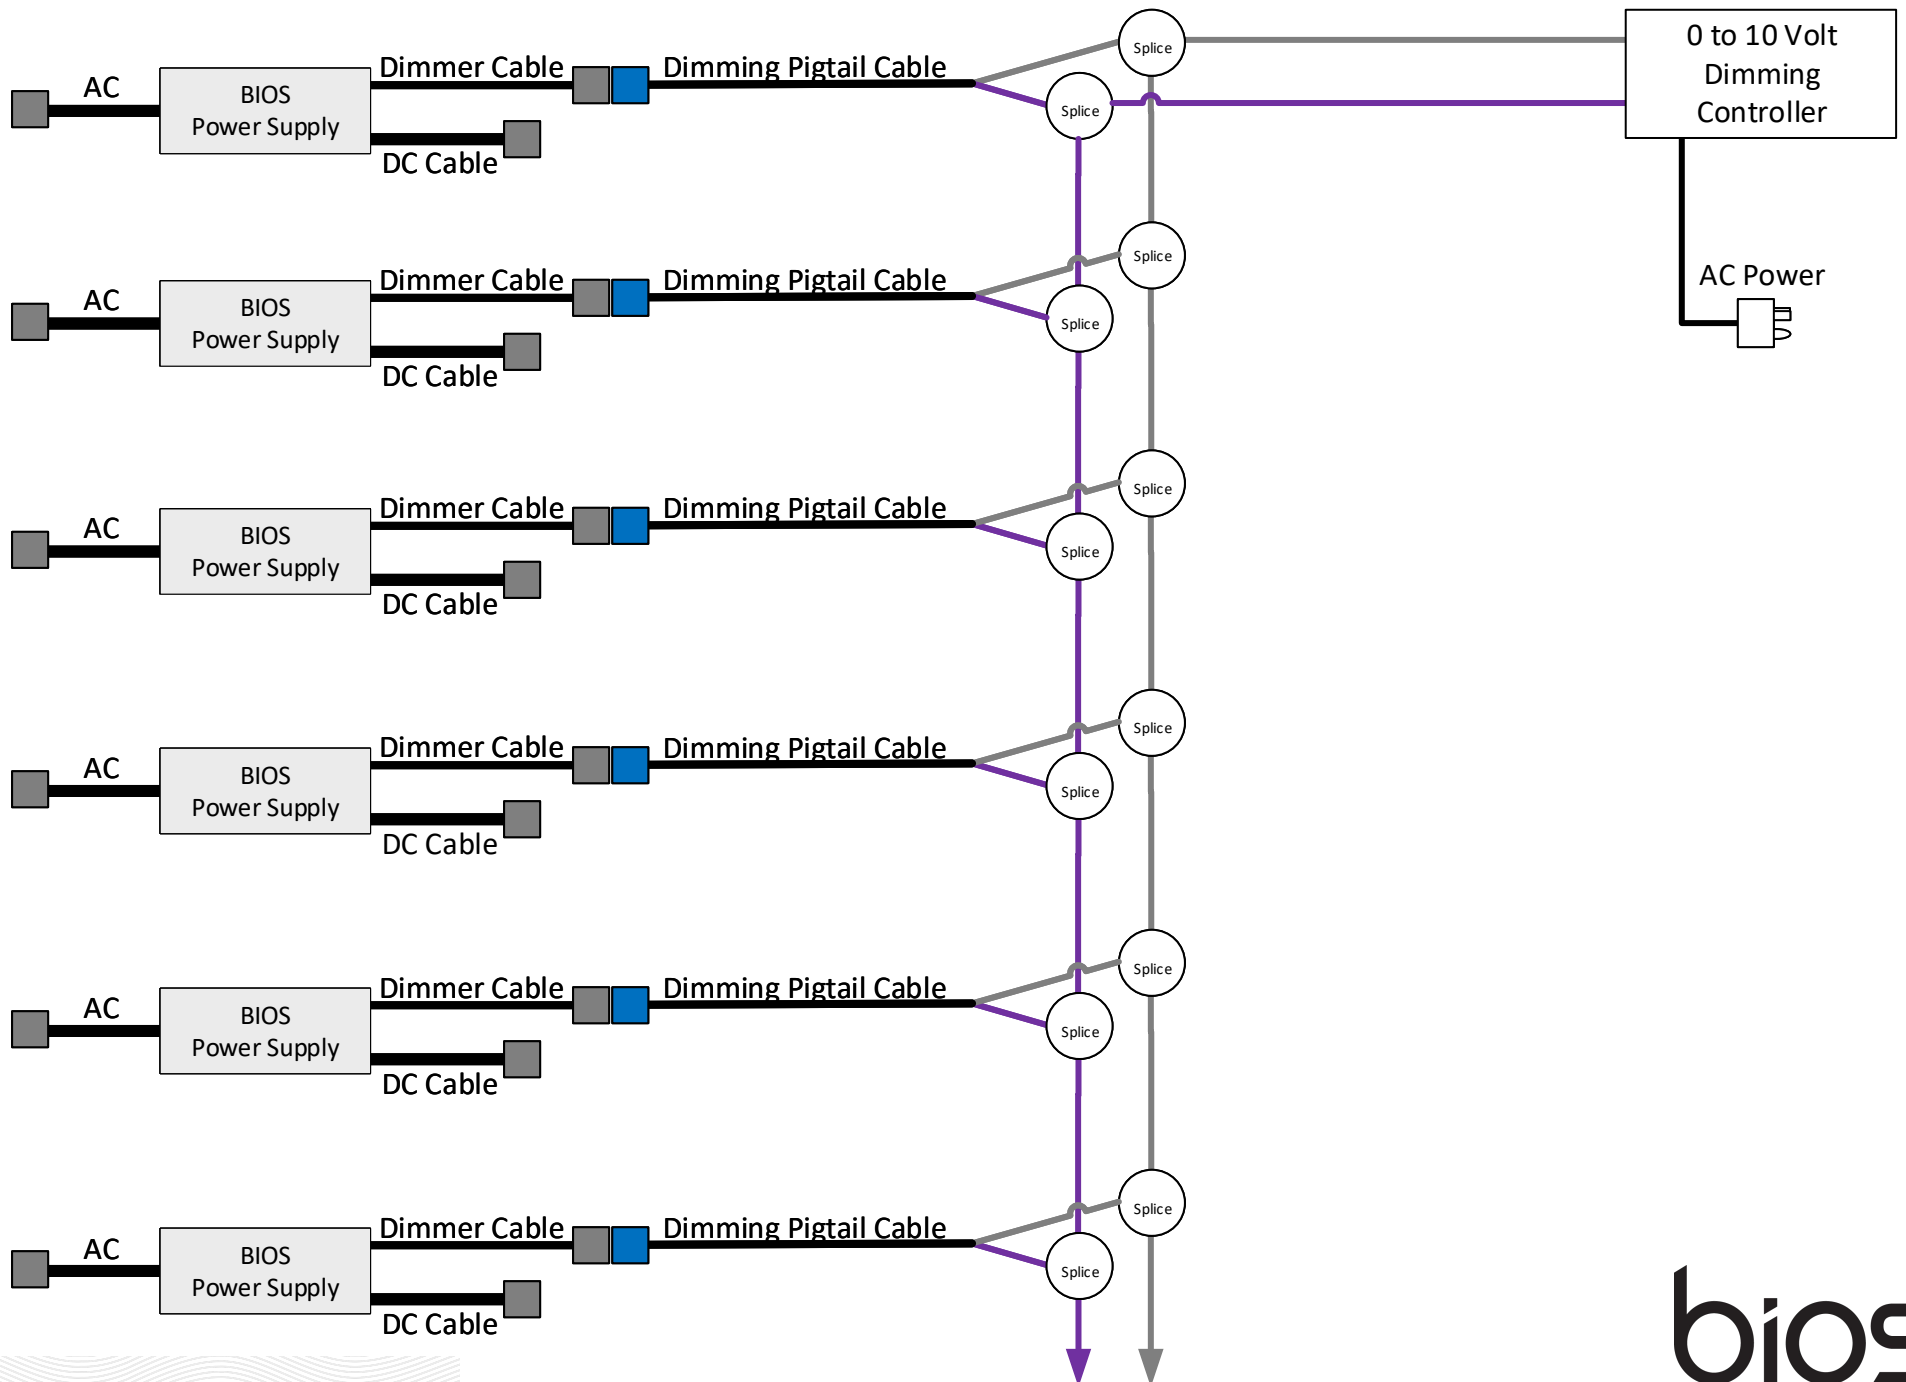 Splice
0 to 10 Volt
Dimming
Controller
AC
BIOS
Power Supply
Dimmer Cable
Dimming Pigtail Cable
Splice
DC Cable
Splice
AC
BIOS
Power Supply
Dimmer Cable
Dimming Pigtail Cable
Splice
DC Cable
AC Power
Splice
AC
BIOS
Power Supply
Dimmer Cable
Dimming Pigtail Cable
Splice
DC Cable
Splice
AC
BIOS
Power Supply
Dimmer Cable
Dimming Pigtail Cable
Splice
DC Cable
Splice
AC
BIOS
Power Supply
Dimmer Cable
Dimming Pigtail Cable
Splice
DC Cable
Splice
AC
BIOS
Power Supply
Dimmer Cable
Dimming Pigtail Cable
Splice
DC Cable
bios